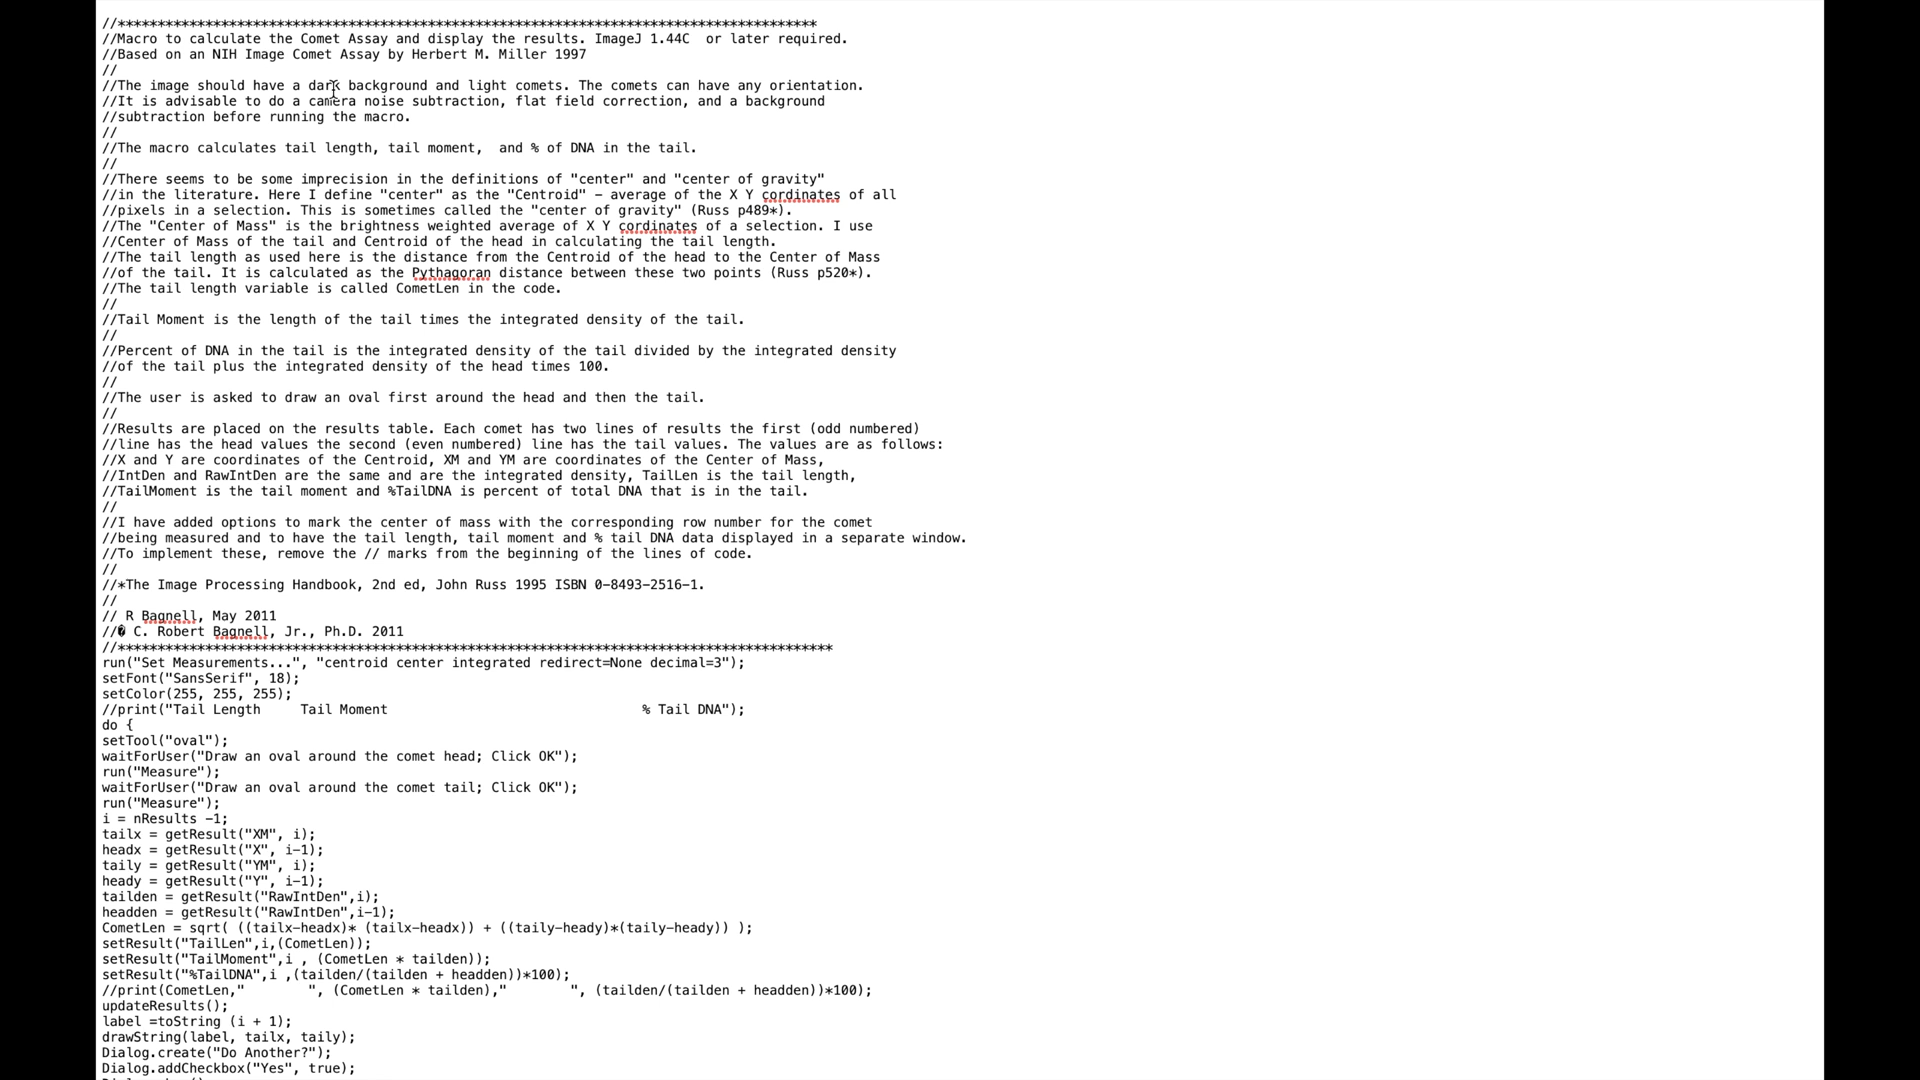 //****************************************************************************************
//Macro to calculate the Comet Assay and display the results. ImageJ 1.44C  or later required.
//Based on an NIH Image Comet Assay by Herbert M. Miller 1997
//
//The image should have a dark background and light comets. The comets can have any orientation.
//It is advisable to do a camera noise subtraction, flat field correction, and a background
//subtraction before running the macro.
//
//The macro calculates tail length, tail moment,  and % of DNA in the tail.
//
//There seems to be some imprecision in the definitions of "center" and "center of gravity"
//in the literature. Here I define "center" as the "Centroid" – average of the X Y cordinates of all
//pixels in a selection. This is sometimes called the "center of gravity" (Russ p489*).
//The "Center of Mass" is the brightness weighted average of X Y cordinates of a selection. I use
//Center of Mass of the tail and Centroid of the head in calculating the tail length.
//The tail length as used here is the distance from the Centroid of the head to the Center of Mass
//of the tail. It is calculated as the Pythagoran distance between these two points (Russ p520*).
//The tail length variable is called CometLen in the code.
//
//Tail Moment is the length of the tail times the integrated density of the tail.
//
//Percent of DNA in the tail is the integrated density of the tail divided by the integrated density
//of the tail plus the integrated density of the head times 100.
//
//The user is asked to draw an oval first around the head and then the tail.
//
//Results are placed on the results table. Each comet has two lines of results the first (odd numbered)
//line has the head values the second (even numbered) line has the tail values. The values are as follows:
//X and Y are coordinates of the Centroid, XM and YM are coordinates of the Center of Mass,
//IntDen and RawIntDen are the same and are the integrated density, TailLen is the tail length,
//TailMoment is the tail moment and %TailDNA is percent of total DNA that is in the tail.
//
//I have added options to mark the center of mass with the corresponding row number for the comet
//being measured and to have the tail length, tail moment and % tail DNA data displayed in a separate window.
//To implement these, remove the // marks from the beginning of the lines of code.
//
//*The Image Processing Handbook, 2nd ed, John Russ 1995 ISBN 0-8493-2516-1.
//
// R Bagnell, May 2011
//� C. Robert Bagnell, Jr., Ph.D. 2011
//******************************************************************************************
run("Set Measurements...", "centroid center integrated redirect=None decimal=3");
setFont("SansSerif", 18);
setColor(255, 255, 255);
//print("Tail Length     Tail Moment                                % Tail DNA");
do {
setTool("oval");
waitForUser("Draw an oval around the comet head; Click OK");
run("Measure");
waitForUser("Draw an oval around the comet tail; Click OK");
run("Measure");
i = nResults -1;
tailx = getResult("XM", i);
headx = getResult("X", i-1);
taily = getResult("YM", i);
heady = getResult("Y", i-1);
tailden = getResult("RawIntDen",i);
headden = getResult("RawIntDen",i-1);
CometLen = sqrt( ((tailx-headx)* (tailx-headx)) + ((taily-heady)*(taily-heady)) );
setResult("TailLen",i,(CometLen));
setResult("TailMoment",i , (CometLen * tailden));
setResult("%TailDNA",i ,(tailden/(tailden + headden))*100);
//print(CometLen,"        ", (CometLen * tailden),"        ", (tailden/(tailden + headden))*100);
updateResults();
label =toString (i + 1);
drawString(label, tailx, taily);
Dialog.create("Do Another?");
Dialog.addCheckbox("Yes", true);